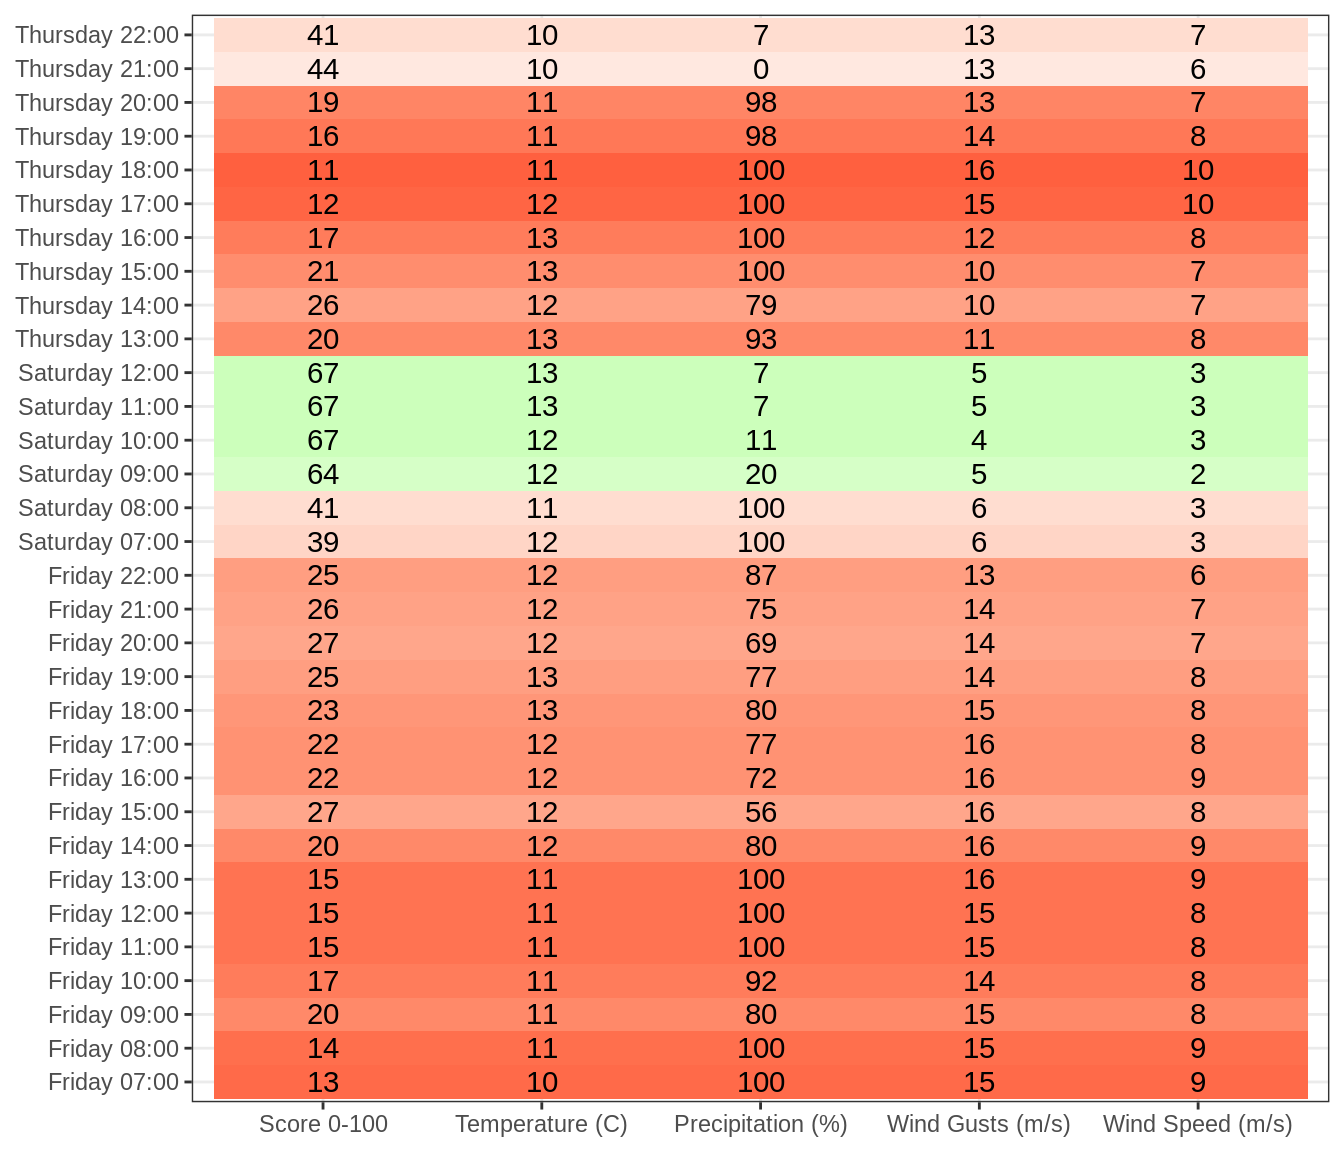 Thursday 22:00 41 10 7 13 7
Thursday 21:00 44 10 0 13 6
Thursday 20:00 19 11 98 13 7
Thursday 19:00 16 11 98 14 8
Thursday 18:00 11 11 100 16 10
Thursday 17:00 12 12 100 15 10
Thursday 16:00 17 13 100 12 8
Thursday 15:00 21 13 100 10 7
Thursday 14:00 26 12 79 10 7
Thursday 13:00 20 13 93 11 8
Saturday 12:00 67 13 7 5 3
Saturday 11:00 67 13 7 5 3
Saturday 10:00 67 12 11 4 3
Saturday 09:00 64 12 20 5 2
Saturday 08:00 41 11 100 6 3
Saturday 07:00 39 12 100 6 3
Friday 22:00 25 12 87 13 6
Friday 21:00 26 12 75 14 7
Friday 20:00 27 12 69 14 7
Friday 19:00 25 13 77 14 8
Friday 18:00 23 13 80 15 8
Friday 17:00 22 12 77 16 8
Friday 16:00 22 12 72 16 9
Friday 15:00 27 12 56 16 8
Friday 14:00 20 12 80 16 9
Friday 13:00 15 11 100 16 9
Friday 12:00 15 11 100 15 8
Friday 11:00 15 11 100 15 8
Friday 10:00 17 11 92 14 8
Friday 09:00 20 11 80 15 8
Friday 08:00 14 11 100 15 9
Friday 07:00 13 10 100 15 9
Score 0-100 Temperature (C) Precipitation (%) Wind Gusts (m/s) Wind Speed (m/s)